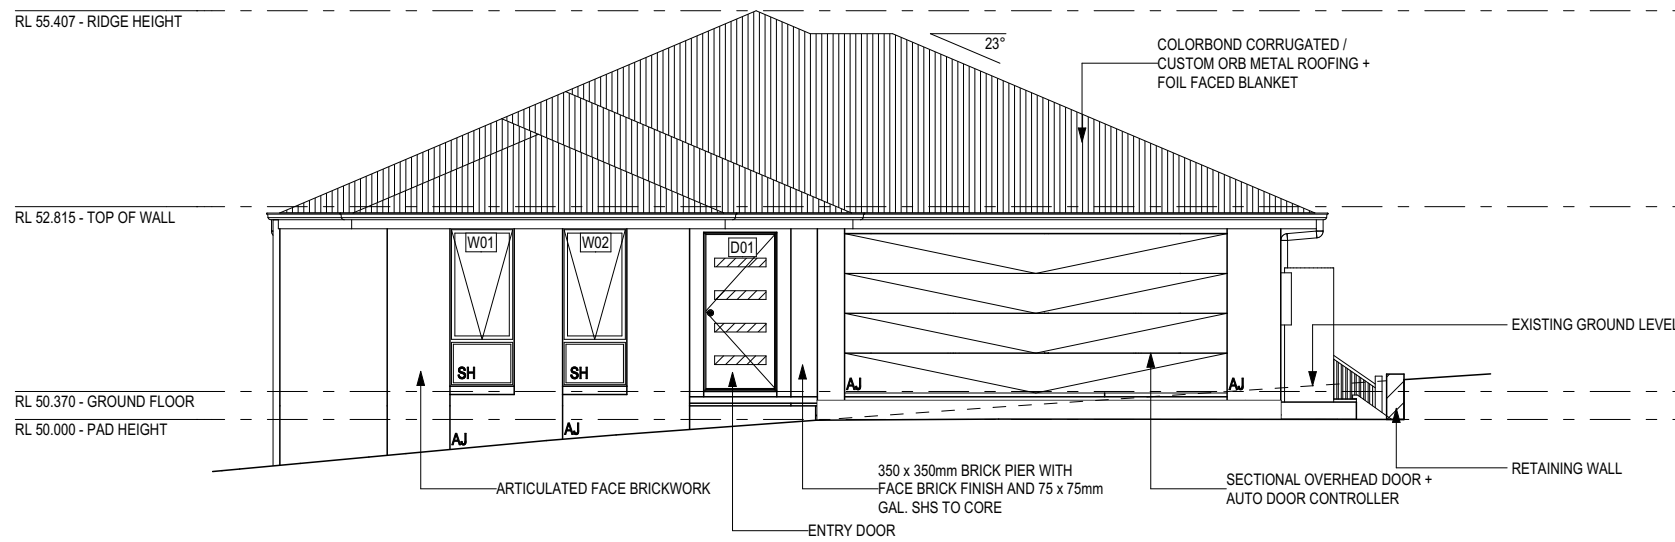 RL 55.407 - RIDGE HEIGHT
23°
COLORBOND CORRUGATED /
CUSTOM ORB METAL ROOFING +
FOIL FACED BLANKET
RL 52.815 - TOP OF WALL
W01
W02
D01
EXISTING GROUND LEVEL
SH
SH
AJ
AJ
RL 50.370 - GROUND FLOOR
RL 50.000 - PAD HEIGHT
AJ
AJ
ARTICULATED FACE BRICKWORK
350 x 350mm BRICK PIER WITH
FACE BRICK FINISH AND 75 x 75mm
GAL. SHS TO CORE
SECTIONAL OVERHEAD DOOR +
AUTO DOOR CONTROLLER
RETAINING WALL
ENTRY DOOR